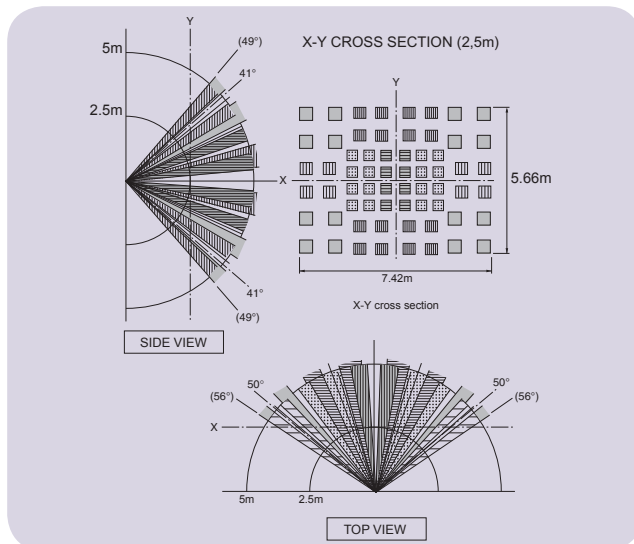 Y
(49°)
5m
41°
2.5m
X
41°
(49°)
SIDE VIEW
X-Y CROSS SECTION (2,5m)
Y
5.66m
7.42m
X-Y cross section
50°
(56°)
X
50°
(56°)
5m
2.5m
TOP VIEW